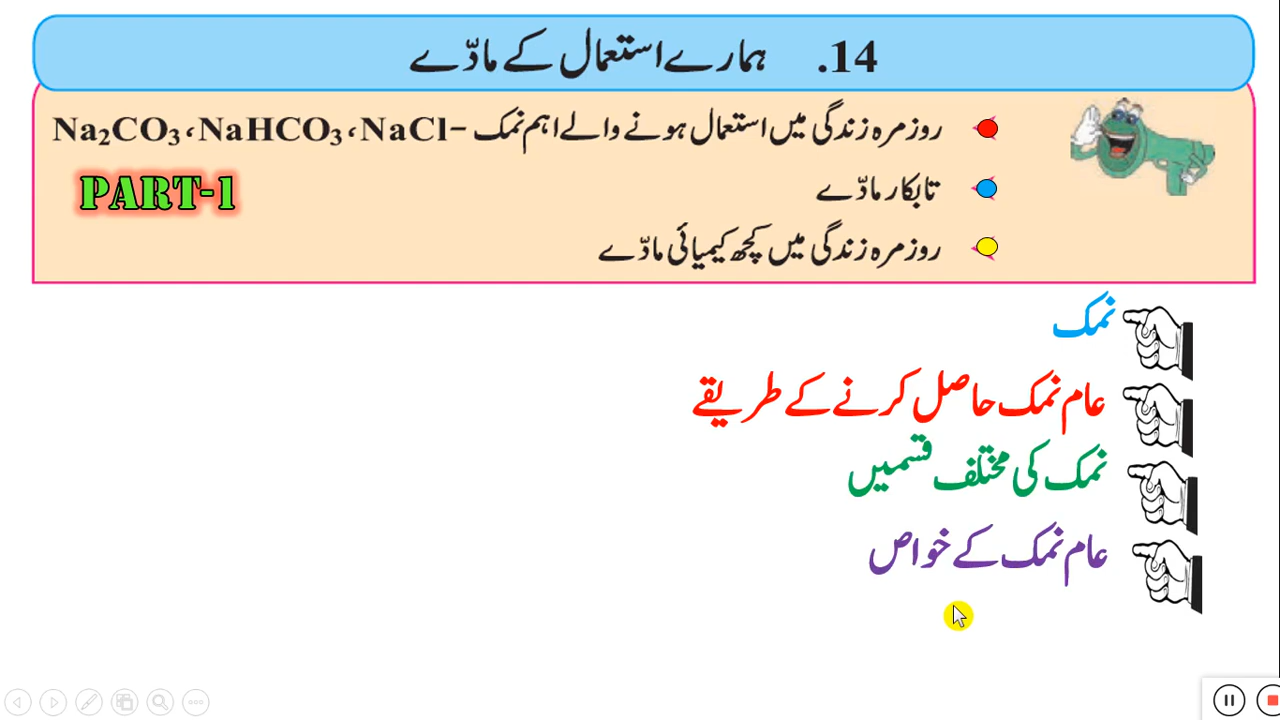 14. ہمارے استعمال کے مادّے
روزمرہ زندگی میں استعمال ہونے والے اہم نمک – NaCl، NaHCO₃، Na₂CO₃
PART-1
تابکار مادّے
روزمرہ زندگی میں کچھ کیمیائی مادّے
نمک
عام نمک حاصل کرنے کے طریقے
نمک کی مختلف قسمیں
عام نمک کے خواص